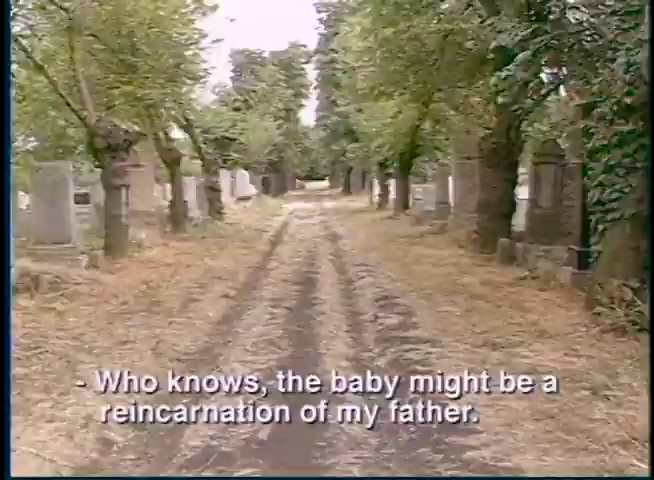 - Who knows, the baby might be a
reincarnation of my father.